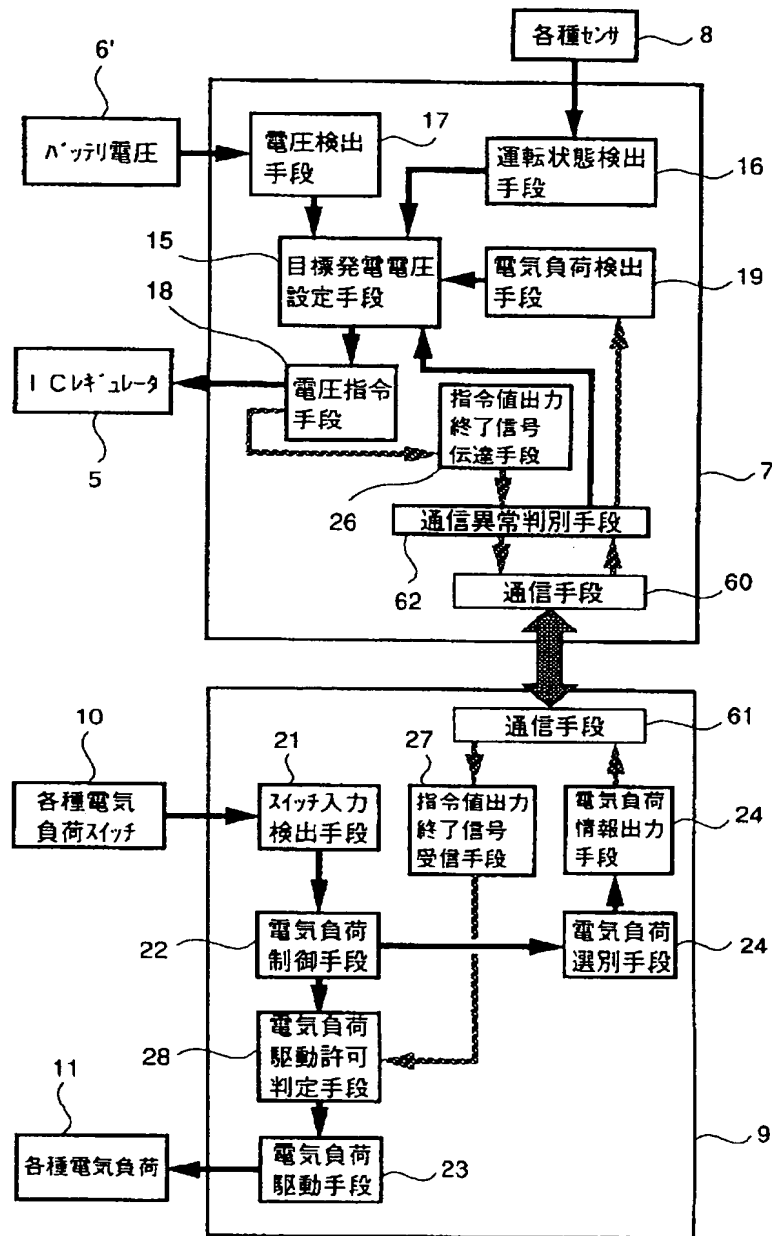 各種センサ
8
6'
バッテリ電圧
電圧検出
手段
17
運転状態検出
手段
16
15
目標発電電圧
設定手段
電気負荷検出
手段
19
18
ICレギュレータ
5
電圧指令
手段
指令値出力
終了信号
伝達手段
26
7
通信異常判別手段
62
通信手段
60
10
各種電気
負荷スイッチ
21
スイッチ入力
検出手段
27
指令値出力
終了信号
受信手段
通信手段
61
電気負荷
情報出力
手段
24
22
電気負荷
制御手段
電気負荷
選別手段
24
28
電気負荷
駆動許可
判定手段
11
各種電気負荷
電気負荷
駆動手段
23
9